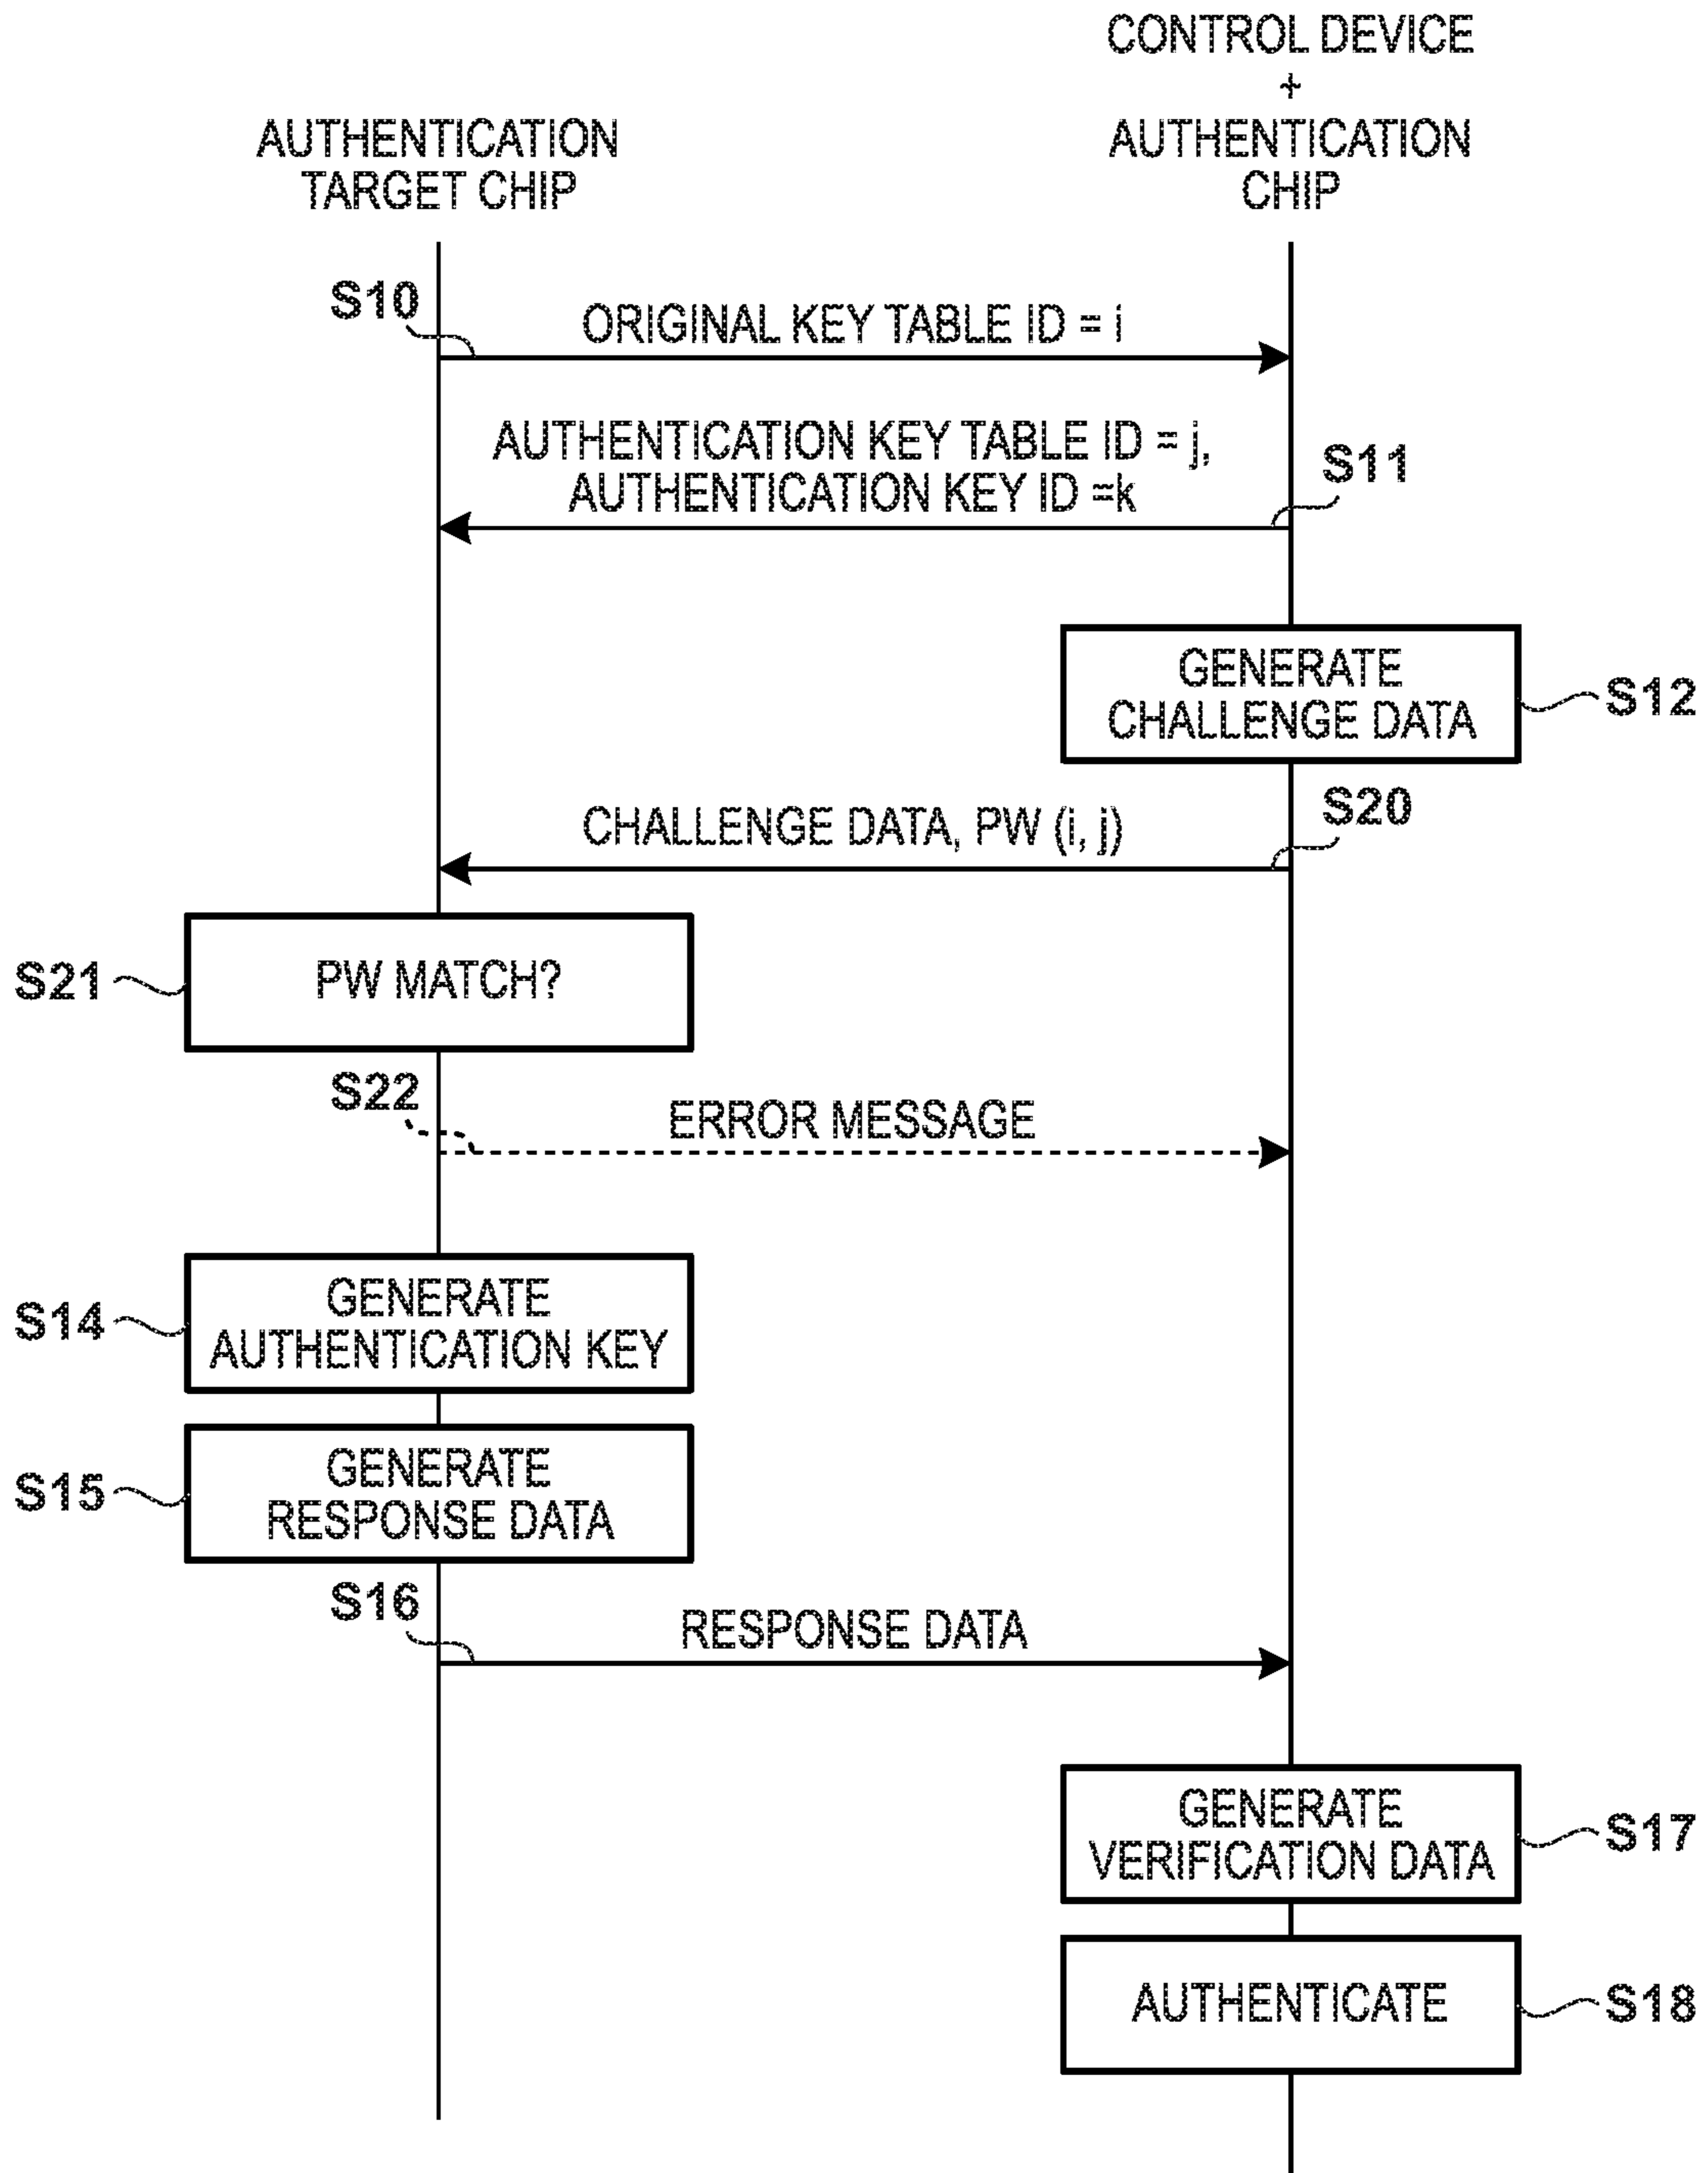 CONTROL DEVICE
+
AUTHENTICATION
CHIP
AUTHENTICATION
TARGET CHIP
S10
ORIGINAL KEY TABLE ID = i
AUTHENTICATION KEY TABLE ID = j,
AUTHENTICATION KEY ID =k
S11
GENERATE
CHALLENGE DATA
S12
CHALLENGE DATA, PW (i, j)
S20
S21
PW MATCH?
S22
ERROR MESSAGE
S14
GENERATE
AUTHENTICATION KEY
S15
GENERATE
RESPONSE DATA
S16
RESPONSE DATA
GENERATE
VERIFICATION DATA
S17
AUTHENTICATE
S18